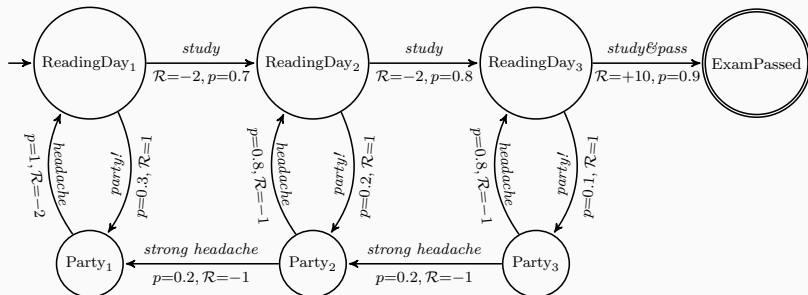 study
study
study&pass
ReadingDay₁
ReadingDay₂
ReadingDay₃
ExamPassed
ℛ=−2, p=0.7
ℛ=−2, p=0.8
ℛ=+10, p=0.9
p=1, ℛ=−2
headache
party!
p=0.3, ℛ=1
p=0.8, ℛ=−1
headache
party!
p=0.2, ℛ=1
p=0.8, ℛ=−1
headache
party!
p=0.1, ℛ=1
strong headache
strong headache
Party₁
Party₂
Party₃
p=0.2, ℛ=−1
p=0.2, ℛ=−1